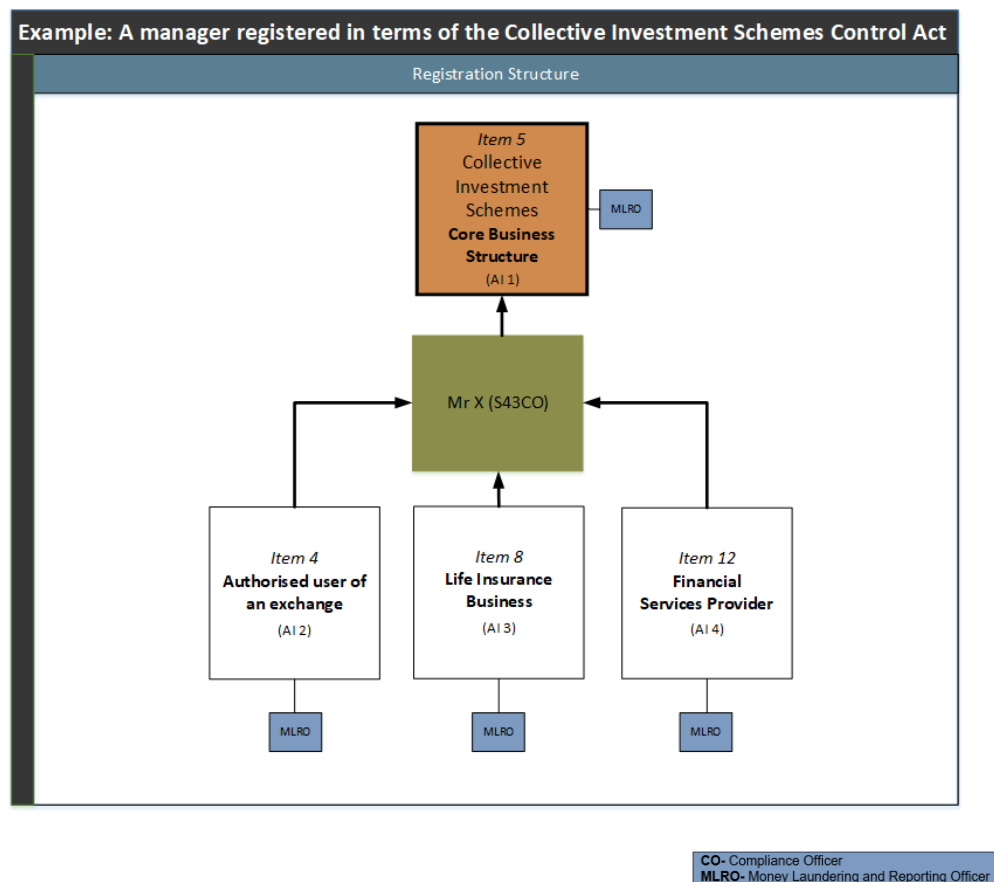 Example: A manager registered in terms of the Collective Investment Schemes Control Act
Registration Structure
Item 5
Collective
Investment
Schemes
Core Business
Structure
(AI 1)
MLRO
Mr X (S43CO)
Item 4
Authorised user of
an exchange
(AI 2)
Item 8
Life Insurance
Business
(AI 3)
Item 12
Financial
Services Provider
(AI 4)
MLRO
MLRO
MLRO
CO- Compliance Officer
MLRO- Money Laundering and Reporting Officer